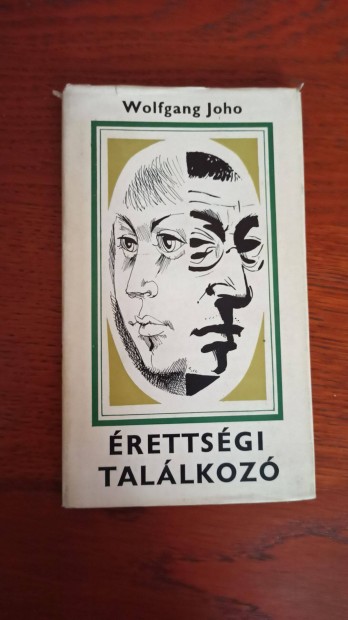 Wolfgang Joho
ÉRETTSÉGI
TALÁLKOZÓ